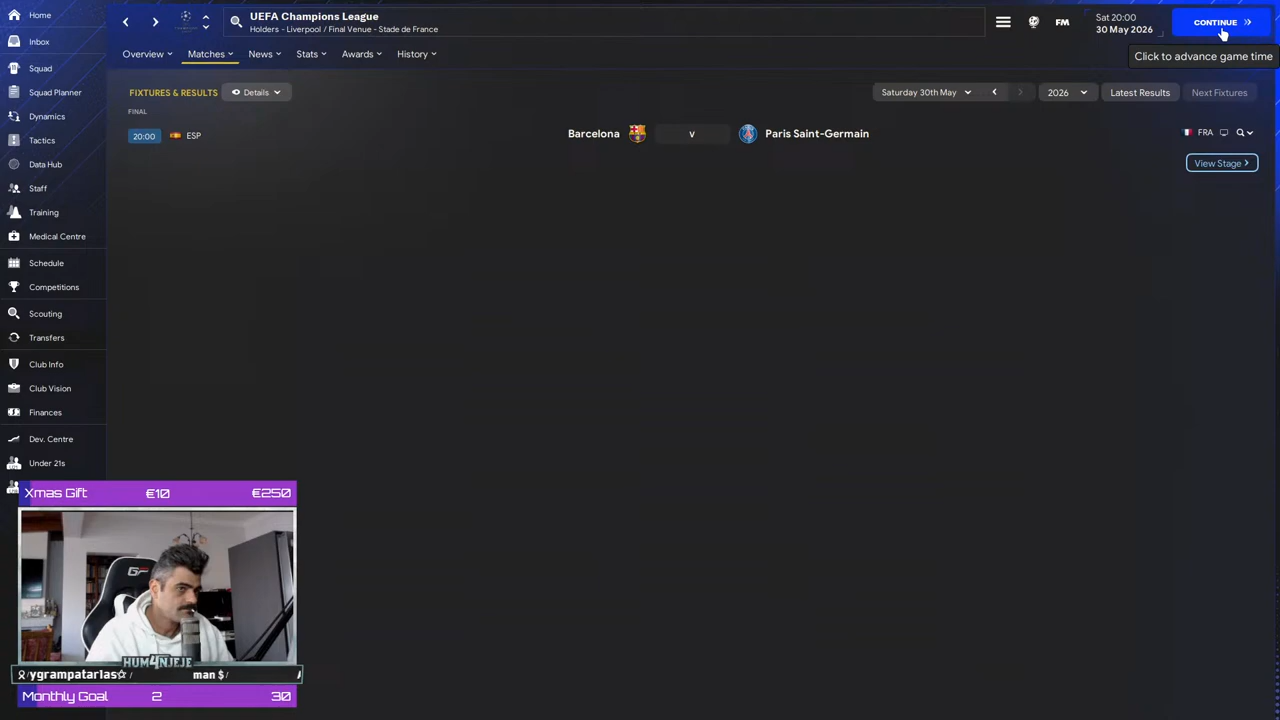 Home
Inbox
Squad
Squad Planner
Dynamics
Tactics
Data Hub
Staff
Training
Medical Centre
Schedule
Competitions
Scouting
Transfers
Club Info
Club Vision
Finances
Dev. Centre
Under 21s
UEFA Champions League
Holders - Liverpool / Final Venue - Stade de France
FM
Sat 20:00
30 May 2026
CONTINUE
Click to advance game time
Overview
Matches
News
Stats
Awards
History
FIXTURES & RESULTS
Details
Saturday 30th May
2026
Latest Results
Next Fixtures
FINAL
20:00 ESP
Barcelona v Paris Saint-Germain
FRA
View Stage
Xmas Gift €10 €250
HUM4NJEJE
ygrampatarias☆ / man $ /
Monthly Goal 2 30